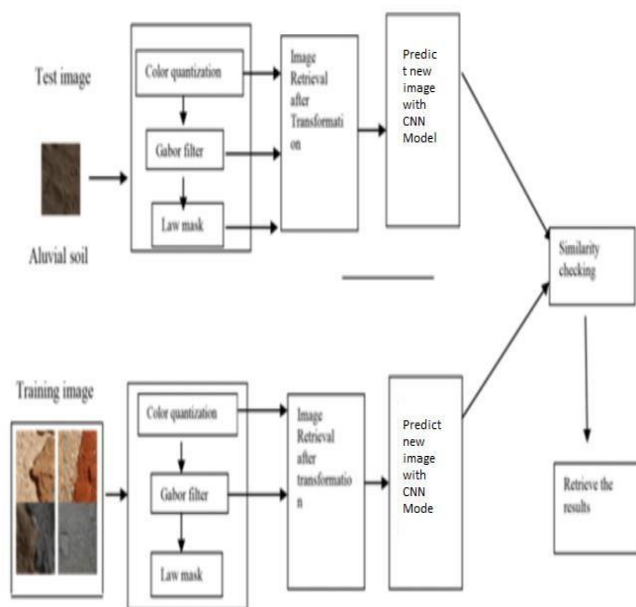 Test image
Aluvial soil
Color quantization
Gabor filter
Law mask
Image
Retrieval
after
Transformati
on
Predic
t new
image
with
CNN
Model
Similarity
checking
Retrieve the
results
Training image
Color quantization
Gabor filter
Law mask
Image
Retrieval
after
transformatio
n
Predict
new
image
with
CNN
Mode